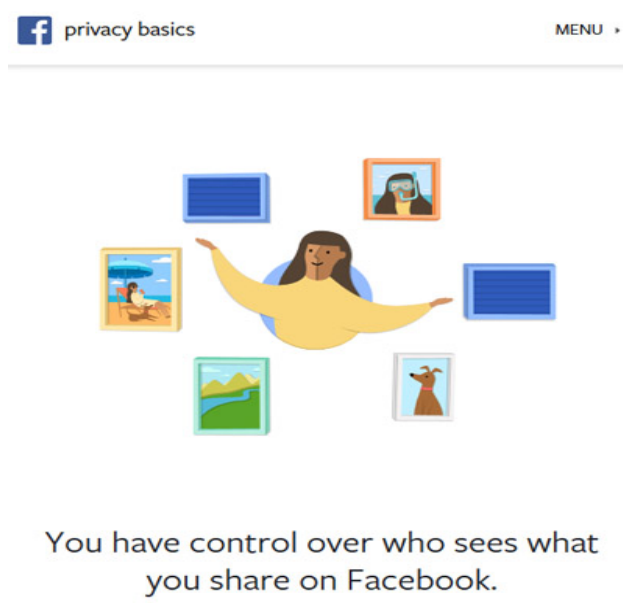 f privacy basics MENU
You have control over who sees what
you share on Facebook.